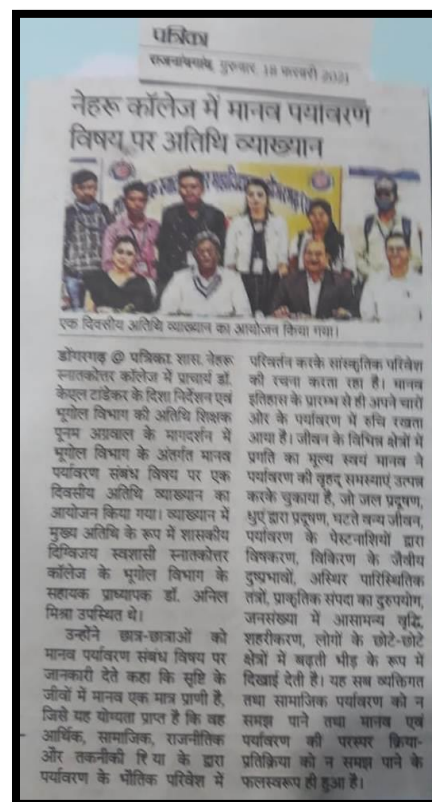 पत्रिका
राजनांदगांव, गुरुवार, 18 फरवरी 2021
नेहरू कॉलेज में मानव पर्यावरण
विषय पर अतिथि व्याख्यान
एक दिवसीय अतिथि व्याख्यान का आयोजन किया गया।
डोंगरगढ़ @ पत्रिका. शास. नेहरू
स्नातकोत्तर कॉलेज में प्राचार्य डॉ.
केएल टांडेकर के दिशा निर्देशन एवं
भूगोल विभाग की अतिथि शिक्षक
पूनम अग्रवाल के मागदर्शन में
भूगोल विभाग के अंतर्गत मानव
पर्यावरण संबंध विषय पर एक
दिवसीय अतिथि व्याख्यान का
आयोजन किया गया। व्याख्यान में
मुख्य अतिथि के रूप में शासकीय
दिग्विजय स्वशासी स्नातकोत्तर
कॉलेज के भूगोल विभाग के
सहायक प्राध्यापक डॉ. अनिल
मिश्रा उपस्थित थे।
उन्होंने छात्र-छात्राओं को
मानव पर्यावरण संबंध विषय पर
जानकारी देते कहा कि सृष्टि के
जीवों में मानव एक मात्र प्राणी है,
जिसे यह योग्यता प्राप्त है कि वह
आर्थिक, सामाजिक, राजनीतिक
और तकनीकी रिया के द्वारा
पर्यावरण के भौतिक परिवेश में
परिवर्तन करके सांस्कृतिक परिवेश
की रचना करता रहा है। मानव
इतिहास के प्रारम्भ से ही अपने चारों
ओर के पर्यावरण में रुचि रखता
आया है। जीवन के विभिन्न क्षेत्रों में
प्रगति का मूल्य स्वयं मानव ने
पर्यावरण की वृहद् समस्याएं उत्पन्न
करके चुकाया है, जो जल प्रदूषण,
धुएं द्वारा प्रदूषण, घटते वन्य जीवन,
पर्यावरण के पेस्टनाशियों द्वारा
विषकरण, विकिरण के जैवीय
दुष्प्रभावों, अस्थिर पारिस्थितिक
तंत्रों, प्राकृतिक संपदा का दुरुपयोग,
जनसंख्या में आसामन्य वृद्धि,
शहरीकरण, लोगों के छोटे-छोटे
क्षेत्रों में बढ़ती भीड़ के रूप में
दिखाई देती है। यह सब व्यक्तिगत
तथा सामाजिक पर्यावरण को न
समझ पाने तथा मानव एवं
पर्यावरण की परस्पर क्रिया-
प्रतिक्रिया को न समझ पाने के
फलस्वरूप ही हुआ है।